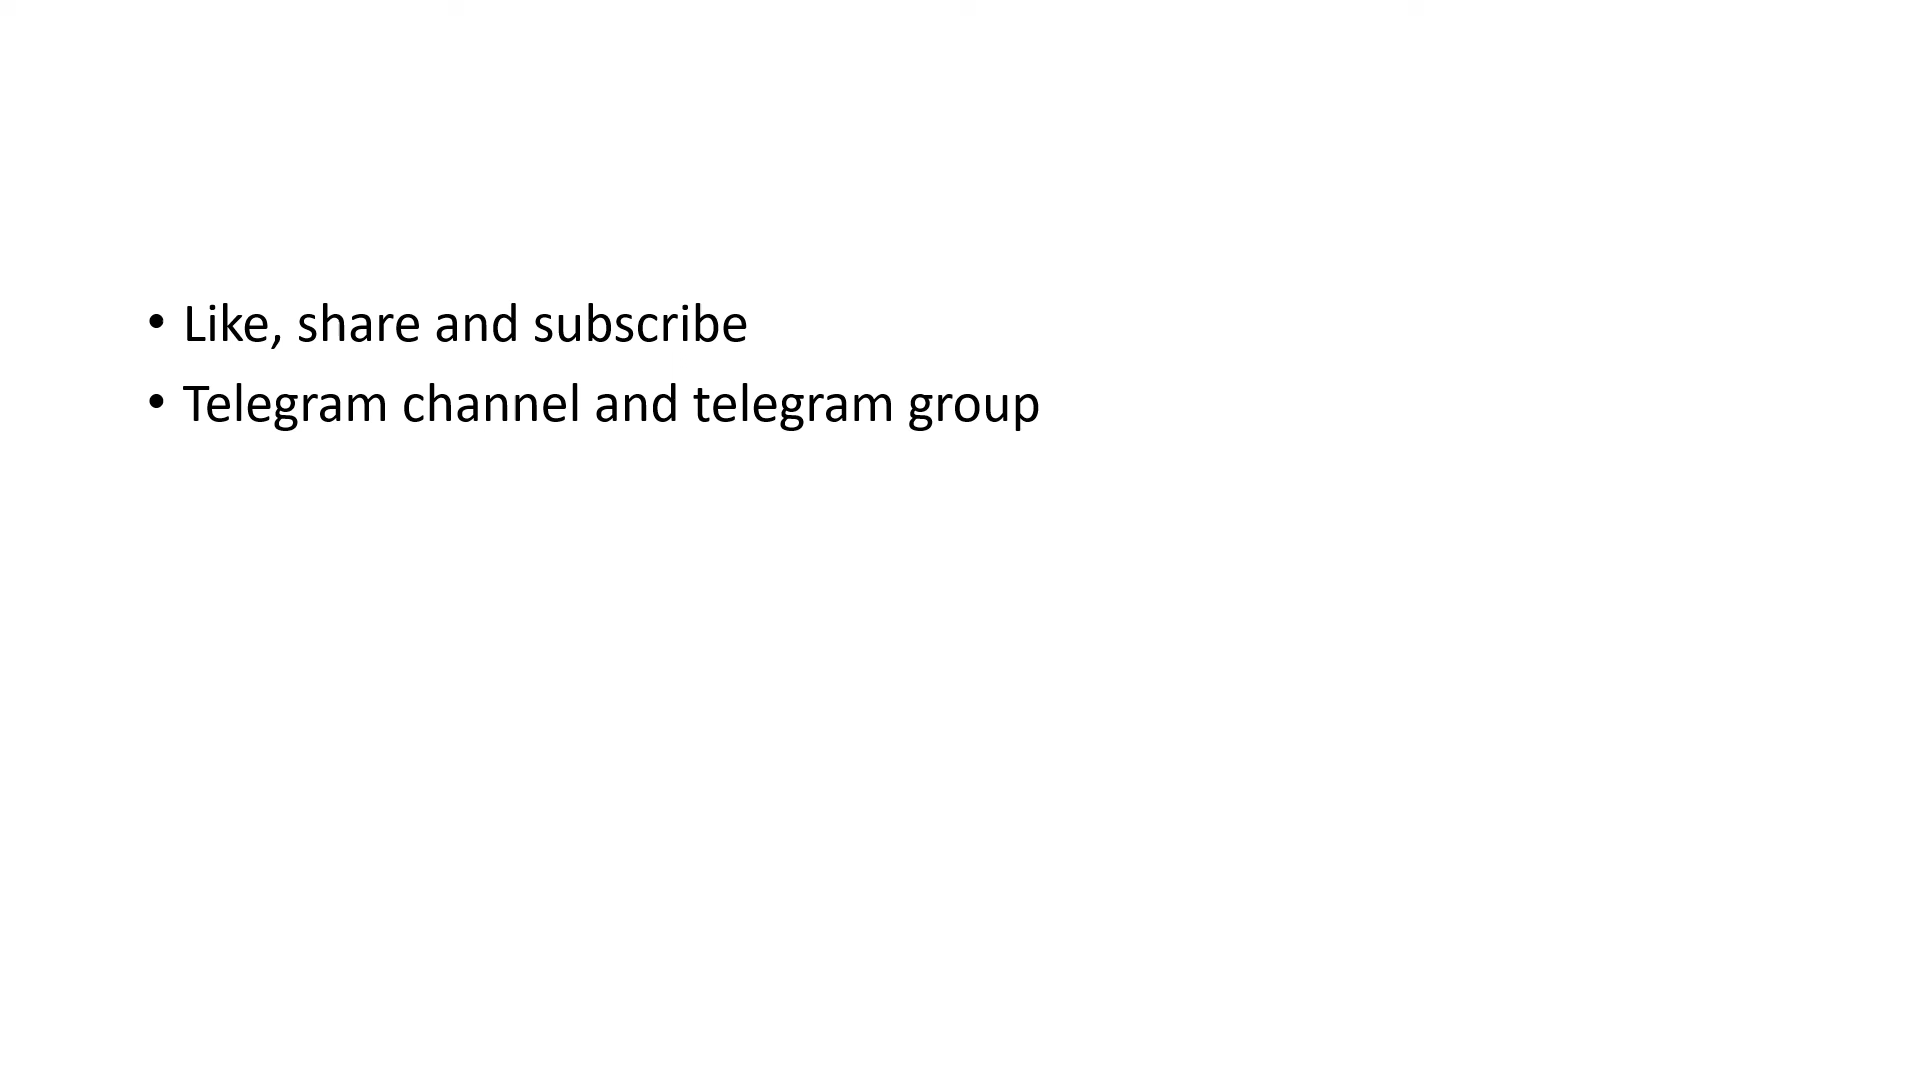 • Like, share and subscribe
• Telegram channel and telegram group